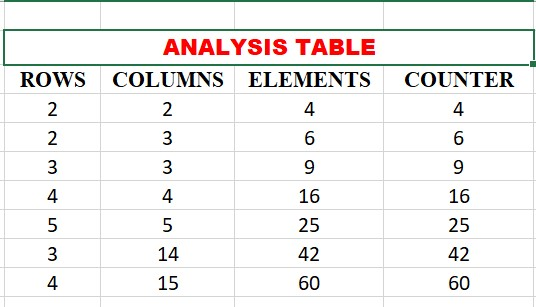 ANALYSIS TABLE
ROWS COLUMNS ELEMENTS COUNTER
2 2 4 4
2 3 6 6
3 3 9 9
4 4 16 16
5 5 25 25
3 14 42 42
4 15 60 60